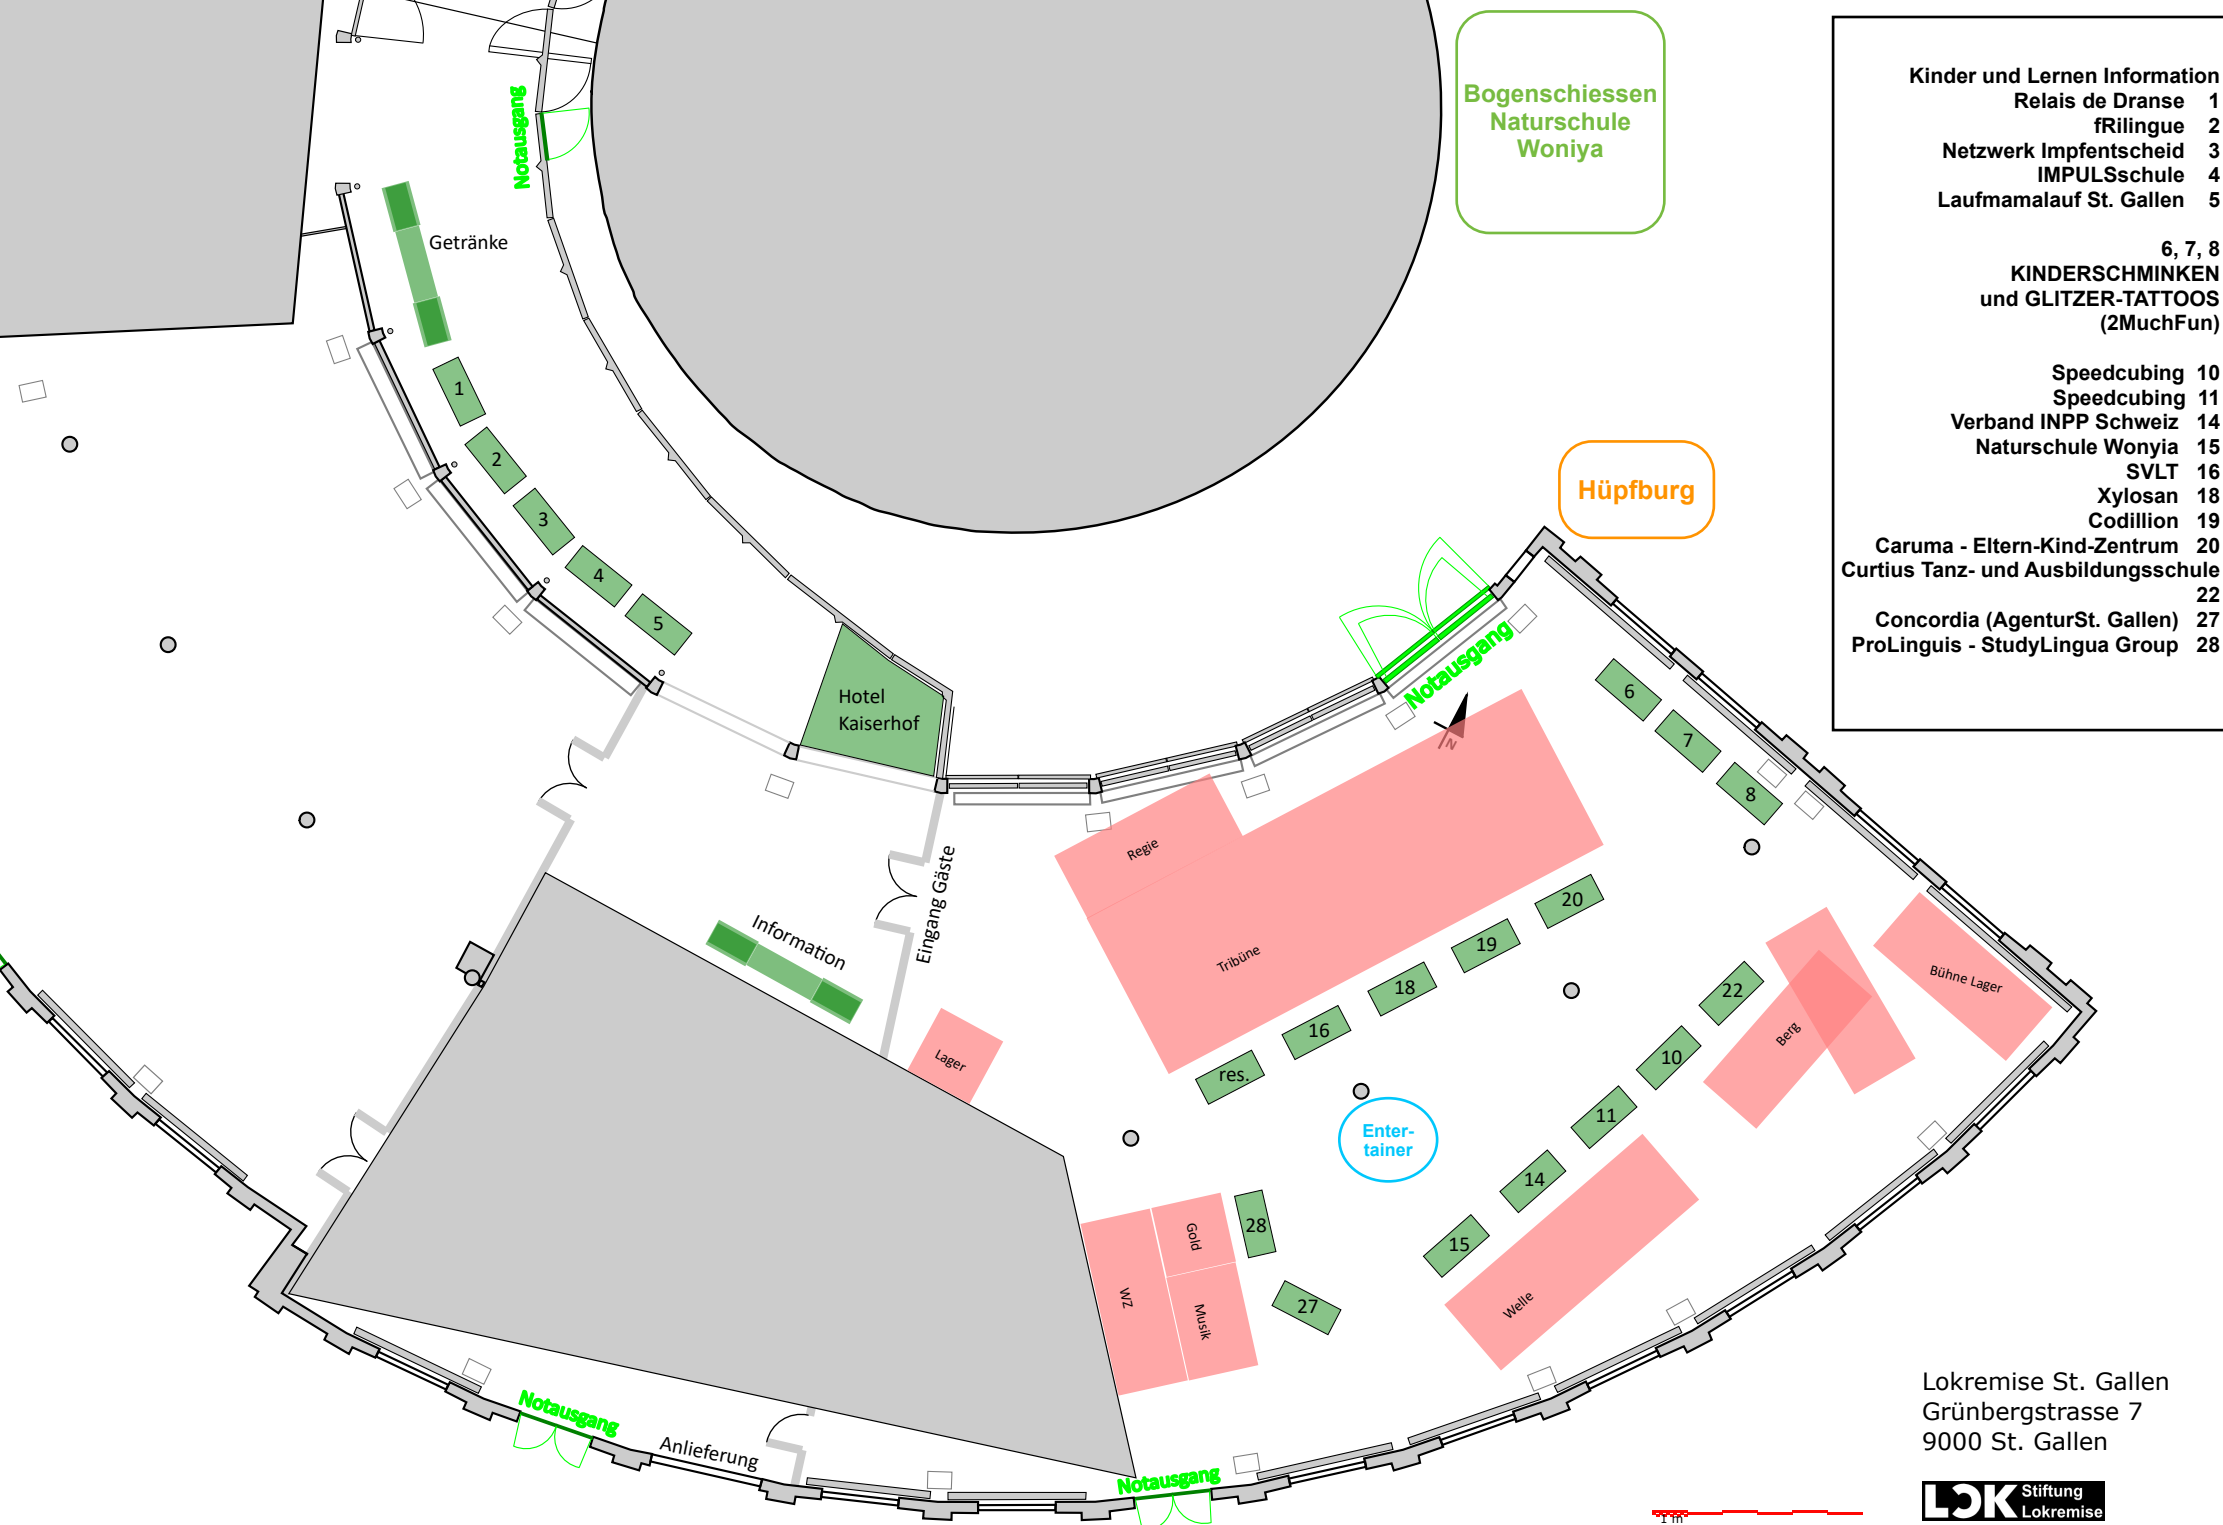 Bogenschiessen
Naturschule
Woniya
Kinder und Lernen Information
Relais de Dranse 1
fRilingue 2
Netzwerk Impfentscheid 3
IMPULSschule 4
Laufmamalauf St. Gallen 5
6, 7, 8
KINDERSCHMINKEN
und GLITZER-TATTOOS
(2MuchFun)
Speedcubing 10
Speedcubing 11
Verband INPP Schweiz 14
Naturschule Wonyia 15
SVLT 16
Xylosan 18
Codillion 19
Caruma - Eltern-Kind-Zentrum 20
Curtius Tanz- und Ausbildungsschule
22
Concordia (AgenturSt. Gallen) 27
ProLinguis - StudyLingua Group 28
Notausgang
Getränke
1
2
3
4
5
Hüpfburg
Notausgang
N
Hotel
Kaiserhof
6
7
8
Regie
Tribüne
Eingang Gäste
Information
Lager
20
19
18
16
res.
22
10
11
14
15
Berg
Bühne Lager
Enter-
tainer
28
27
Gold
WZ
Musik
Welle
Notausgang
Anlieferung
Notausgang
Lokremise St. Gallen
Grünbergstrasse 7
9000 St. Gallen
1 m
LOK Stiftung
Lokremise